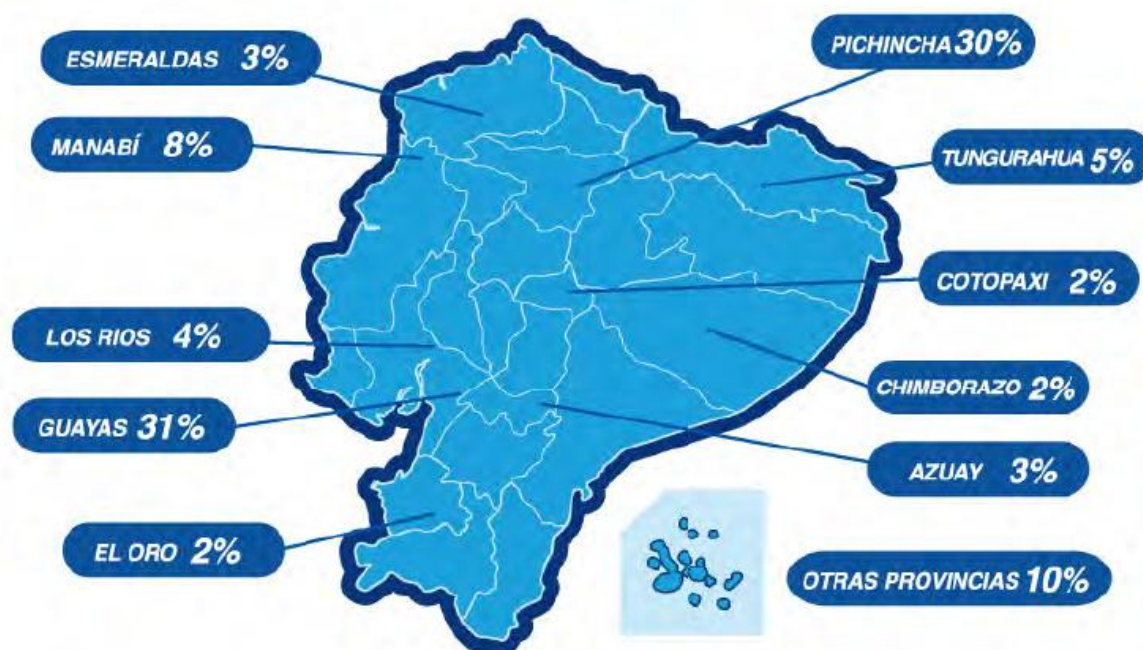 ESMERALDAS 3%
PICHINCHA 30%
MANABÍ 8%
TUNGURAHUA 5%
COTOPAXI 2%
LOS RIOS 4%
CHIMBORAZO 2%
GUAYAS 31%
AZUAY 3%
EL ORO 2%
OTRAS PROVINCIAS 10%